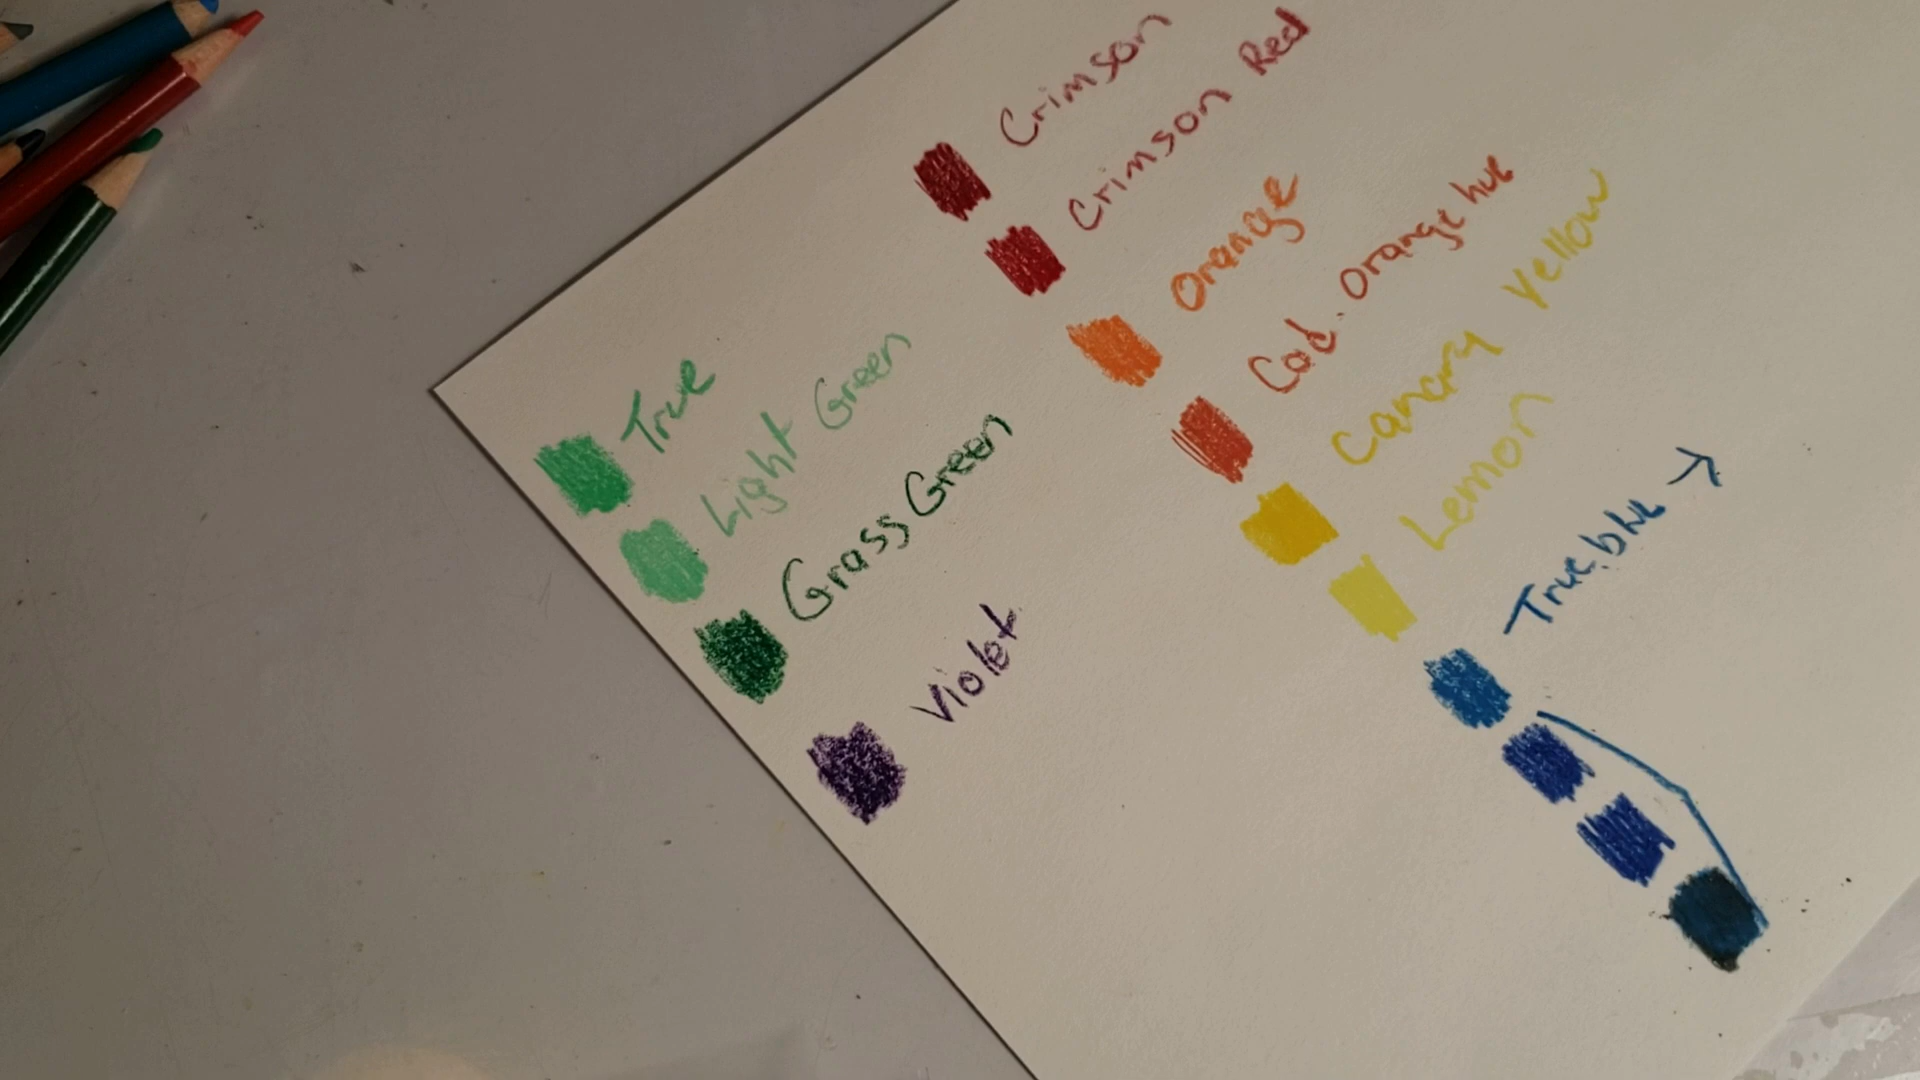 Crimson
Crimson Red
Orange
Cad. Orange hue
Canary Yellow
Lemon
True blue →
True
Light Green
Grass Green
Violet